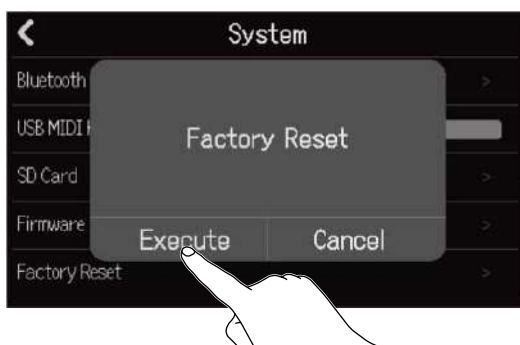 System
Bluetooth
USB MIDI
Factory Reset
SD Card
Firmware
Execute Cancel
Factory Reset